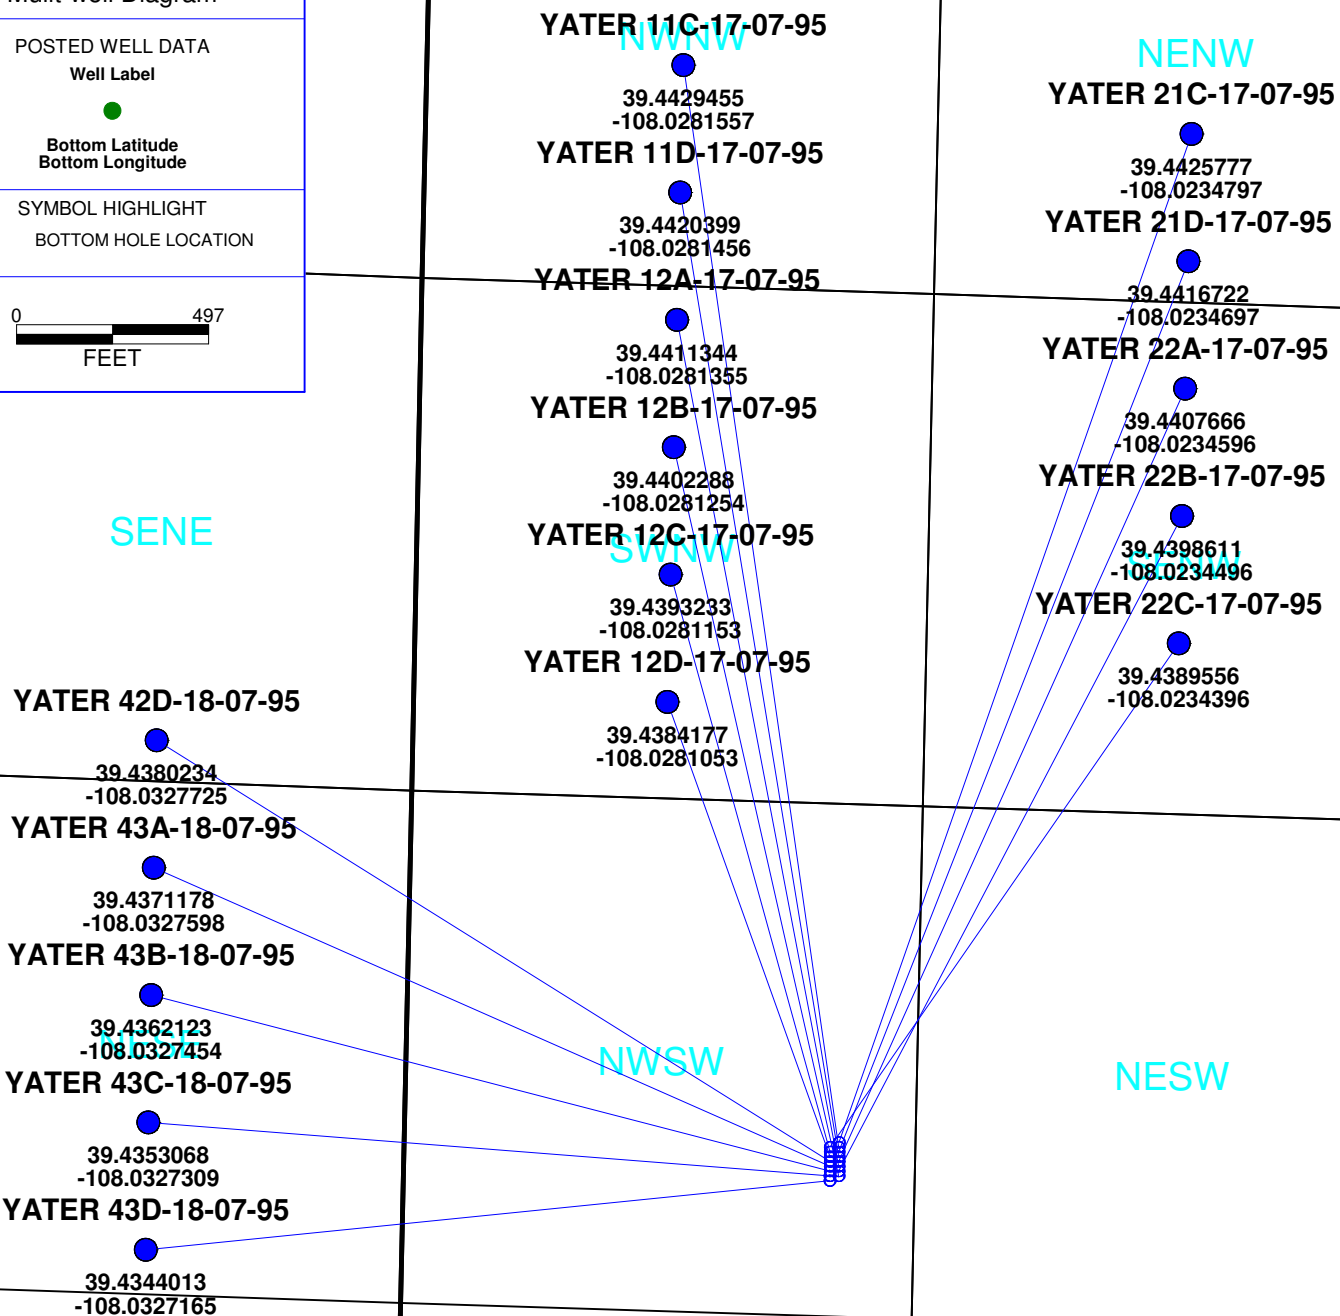 Multi Well Diagram
POSTED WELL DATA
Well Label
Bottom Latitude
Bottom Longitude
SYMBOL HIGHLIGHT
BOTTOM HOLE LOCATION
0 497
FEET
NWNW
YATER 11C-17-07-95
39.4429455
-108.0281557
YATER 11D-17-07-95
39.4420399
-108.0281456
YATER 12A-17-07-95
39.4411344
-108.0281355
YATER 12B-17-07-95
39.4402288
-108.0281254
YATER 12C-17-07-95
SWNW
39.4393233
-108.0281153
YATER 12D-17-07-95
39.4384177
-108.0281053
NENW
YATER 21C-17-07-95
39.4425777
-108.0234797
YATER 21D-17-07-95
39.4416722
-108.0234697
YATER 22A-17-07-95
39.4407666
-108.0234596
YATER 22B-17-07-95
39.4398611
-108.0234496
SENW
YATER 22C-17-07-95
39.4389556
-108.0234396
SENE
YATER 42D-18-07-95
39.4380234
-108.0327725
YATER 43A-18-07-95
39.4371178
-108.0327598
YATER 43B-18-07-95
39.4362123
-108.0327454
NESE
YATER 43C-18-07-95
39.4353068
-108.0327309
YATER 43D-18-07-95
39.4344013
-108.0327165
NWSW
NESW